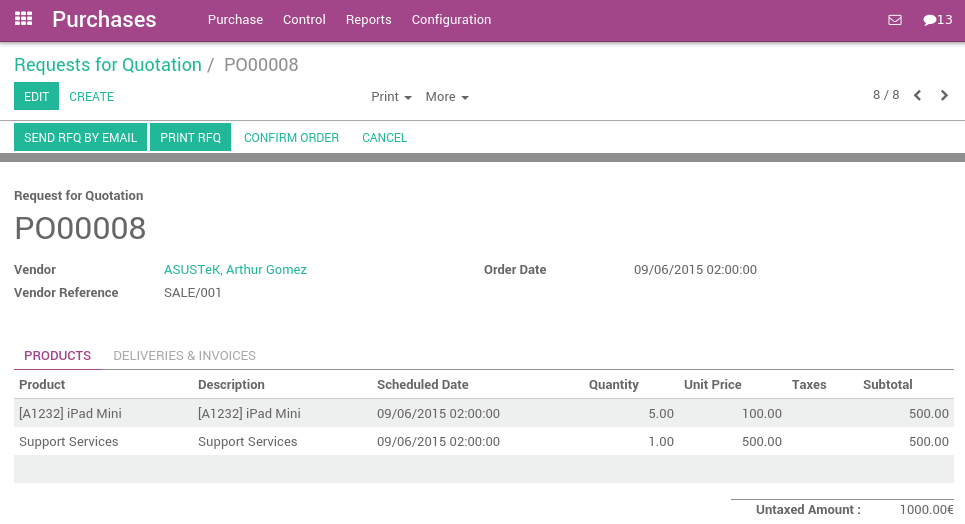 Purchases Purchase Control Reports Configuration 13
Requests for Quotation / PO00008
EDIT CREATE Print More 8 / 8
SEND RFQ BY EMAIL PRINT RFQ CONFIRM ORDER CANCEL
Request for Quotation
PO00008
Vendor ASUSTeK, Arthur Gomez Order Date 09/06/2015 02:00:00
Vendor Reference SALE/001
PRODUCTS DELIVERIES & INVOICES
Product Description Scheduled Date Quantity Unit Price Taxes Subtotal
[A1232] iPad Mini [A1232] iPad Mini 09/06/2015 02:00:00 5.00 100.00 500.00
Support Services Support Services 09/06/2015 02:00:00 1.00 500.00 500.00
Untaxed Amount : 1000.00€